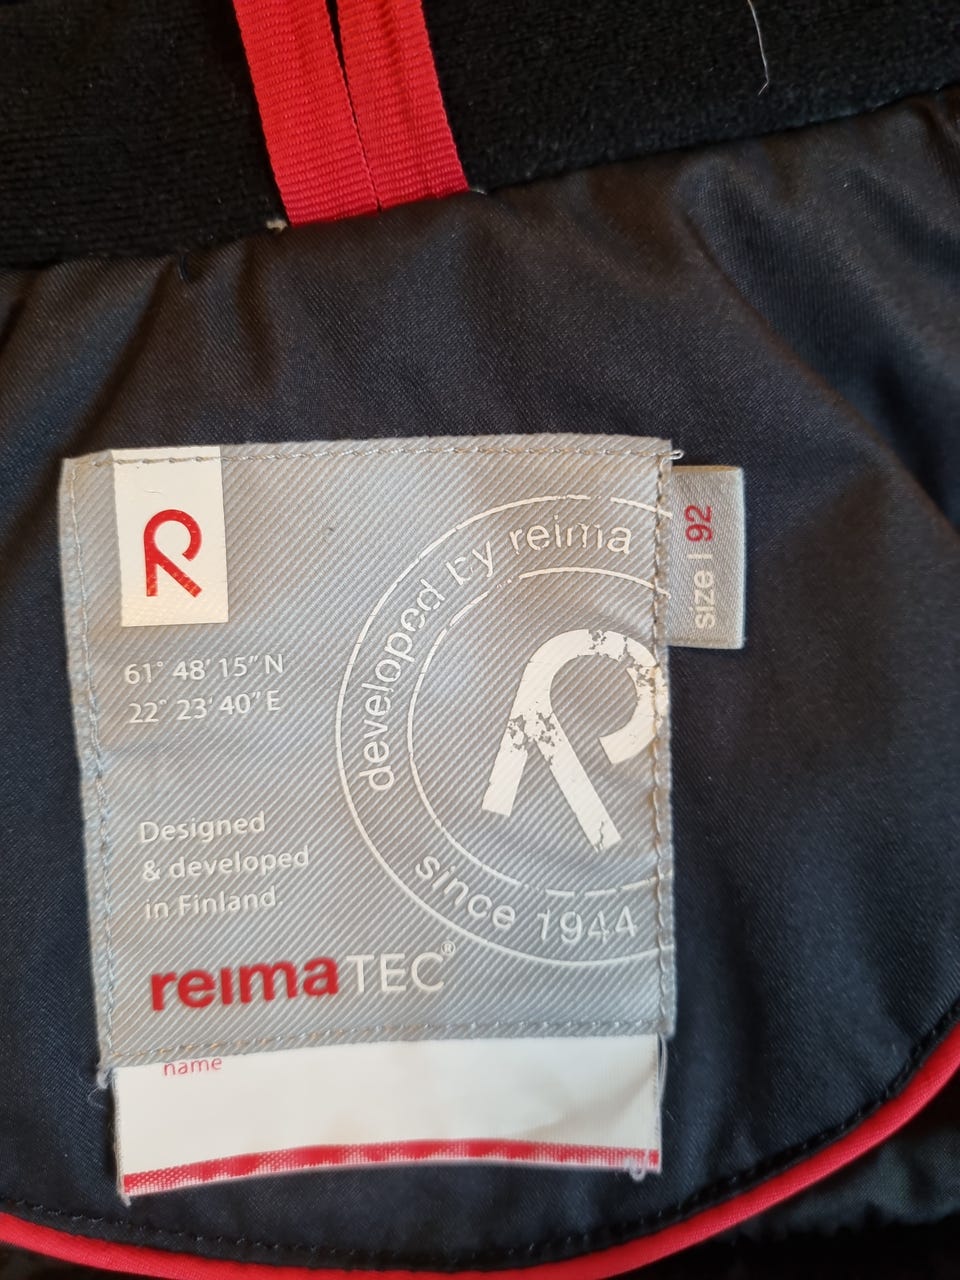 developed by reima
since 1944
size | 92
61° 48' 15" N
22° 23' 40" E
Designed
& developed
in Finland.
reimaTEC®
name